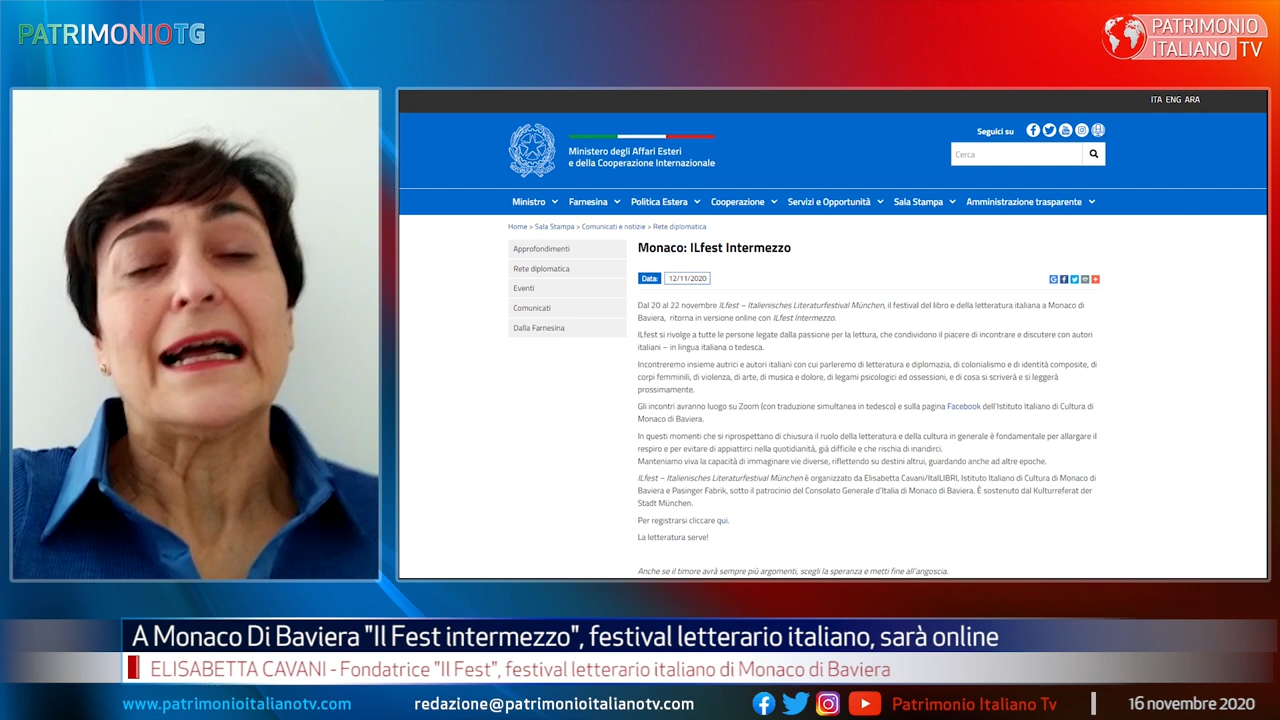 PATRIMONIOTG
PATRIMONIO
ITALIANO TV
ITA ENG ARA
Ministero degli Affari Esteri
e della Cooperazione Internazionale
Seguici su
Cerca
Ministro Farnesina Politica Estera Cooperazione Servizi e Opportunità Sala Stampa Amministrazione trasparente
Home > Sala Stampa > Comunicati e notizie > Rete diplomatica
Approfondimenti
Rete diplomatica
Eventi
Comunicati
Dalla Farnesina
Monaco: ILfest Intermezzo
Data: 12/11/2020
Dal 20 al 22 novembre ILfest – Italienisches Literaturfestival München, il festival del libro e della letteratura italiana a Monaco di
Baviera, ritorna in versione online con ILfest Intermezzo.
ILfest si rivolge a tutte le persone legate dalla passione per la lettura, che condividono il piacere di incontrare e discutere con autori
italiani – in lingua italiana o tedesca.
Incontreremo insieme autrici e autori italiani con cui parleremo di letteratura e diplomazia, di colonialismo e di identità composite, di
corpi femminili, di violenza, di arte, di musica e dolore, di legami psicologici ed ossessioni, e di cosa si scriverà e si leggerà
prossimamente.
Gli incontri avranno luogo su Zoom (con traduzione simultanea in tedesco) e sulla pagina Facebook dell'Istituto Italiano di Cultura di
Monaco di Baviera.
In questi momenti che si riprospettano di chiusura il ruolo della letteratura e della cultura in generale è fondamentale per allargare il
respiro e per evitare di appiattirci nella quotidianità, già difficile e che rischia di inaridirci.
Manteniamo viva la capacità di immaginare vie diverse, riflettendo su destini altrui, guardando anche ad altre epoche.
ILfest – Italienisches Literaturfestival München è organizzato da Elisabetta Cavani/ItalLIBRI, Istituto Italiano di Cultura di Monaco di
Baviera e Pasinger Fabrik, sotto il patrocinio del Consolato Generale d'Italia di Monaco di Baviera. È sostenuto dal Kulturreferat der
Stadt München.
Per registrarsi cliccare qui.
La letteratura serve!
Anche se il timore avrà sempre più argomenti, scegli la speranza e metti fine all'angoscia.
A Monaco Di Baviera "Il Fest intermezzo", festival letterario italiano, sarà online
ELISABETTA CAVANI - Fondatrice "Il Fest", festival letterario italiano di Monaco di Baviera
www.patrimonioitalianotv.com redazione@patrimonioitalianotv.com Patrimonio Italiano Tv 16 novembre 2020